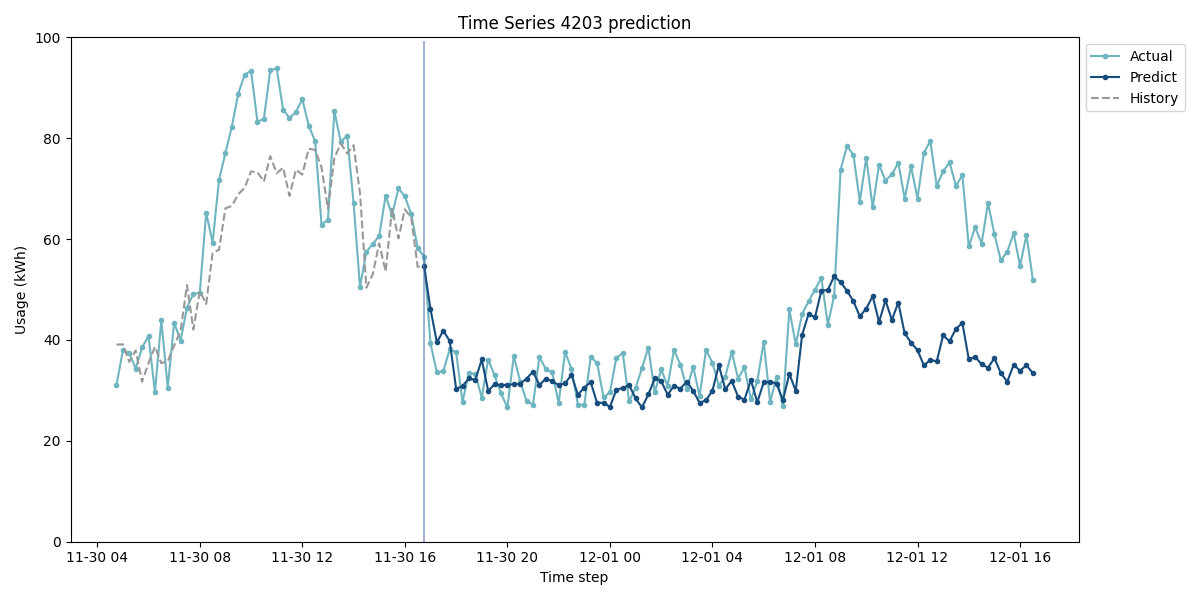 Time Series 4203 prediction
Actual
Predict
History
Usage (kWh)
100
80
60
40
20
0
11-30 04
11-30 08
11-30 12
11-30 16
11-30 20
12-01 00
12-01 04
12-01 08
12-01 12
12-01 16
Time step